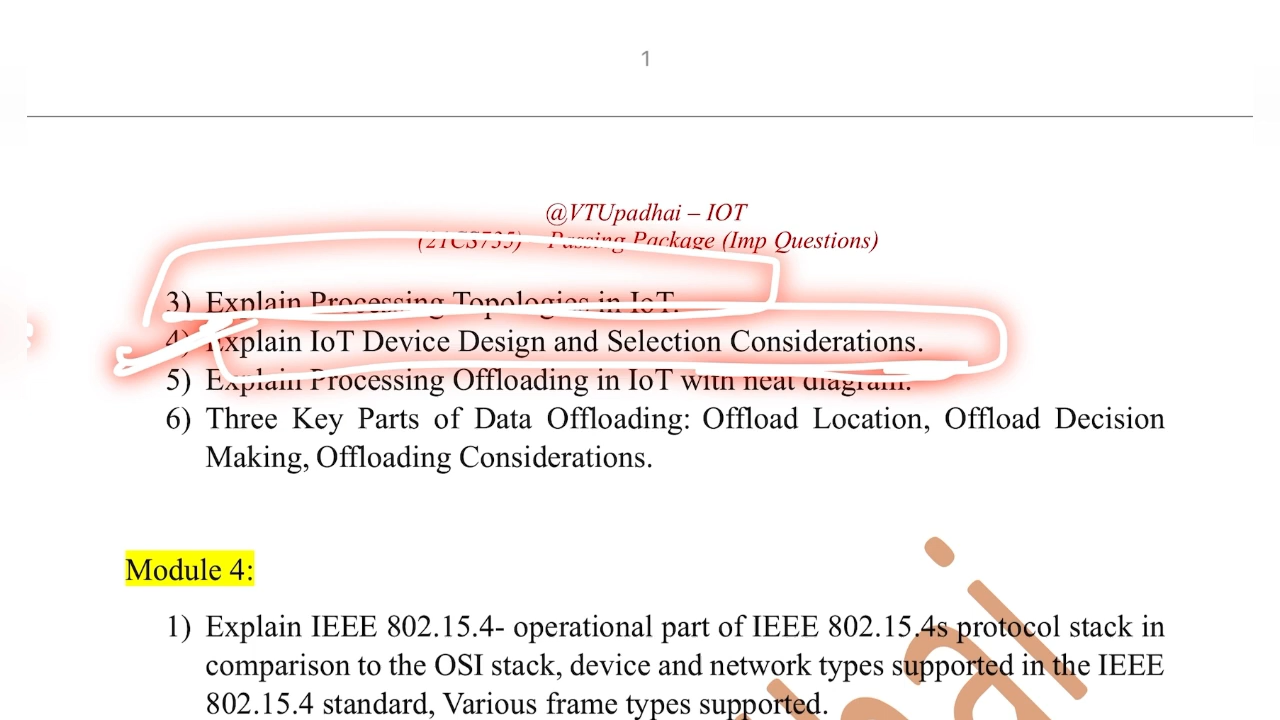 1
@VTUpadhai – IOT
(21CS735) – Passing Package (Imp Questions)
3) Explain Processing Topologies in IoT.
4) Explain IoT Device Design and Selection Considerations.
5) Explain Processing Offloading in IoT with neat diagram.
6) Three Key Parts of Data Offloading: Offload Location, Offload Decision
Making, Offloading Considerations.
Module 4:
1) Explain IEEE 802.15.4- operational part of IEEE 802.15.4s protocol stack in
comparison to the OSI stack, device and network types supported in the IEEE
802.15.4 standard, Various frame types supported.